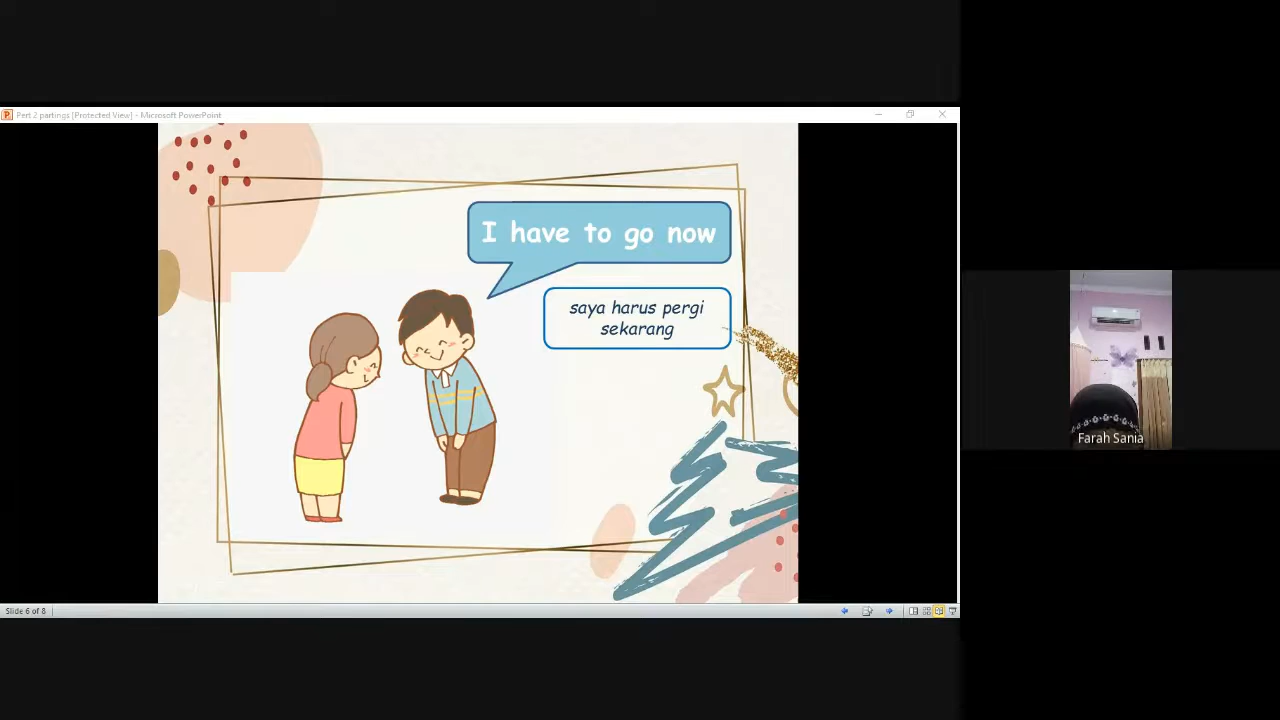 Pert 2 partings [Protected View] - Microsoft PowerPoint
I have to go now
saya harus pergi
sekarang
Farah Sania
Slide 6 of 8